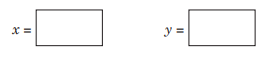 x = y =